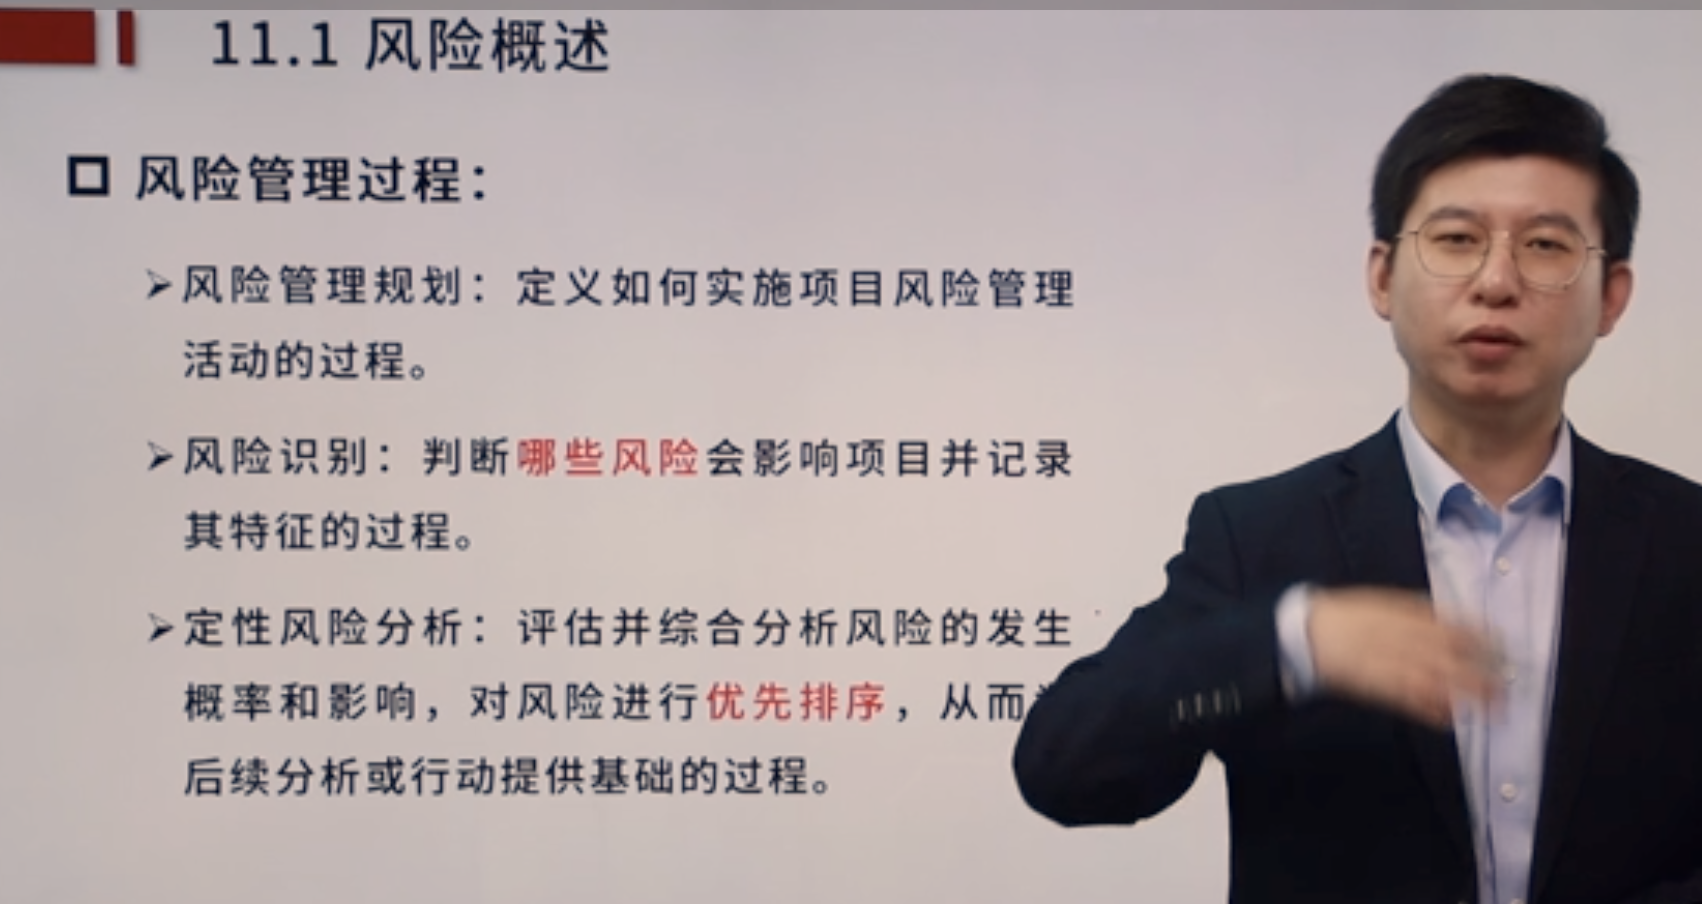 11.1 风险概述
风险管理过程：
风险管理规划：定义如何实施项目风险管理
活动的过程。
风险识别：判断哪些风险会影响项目并记录
其特征的过程。
定性风险分析：评估并综合分析风险的发生
概率和影响，对风险进行优先排序，从而
后续分析或行动提供基础的过程。